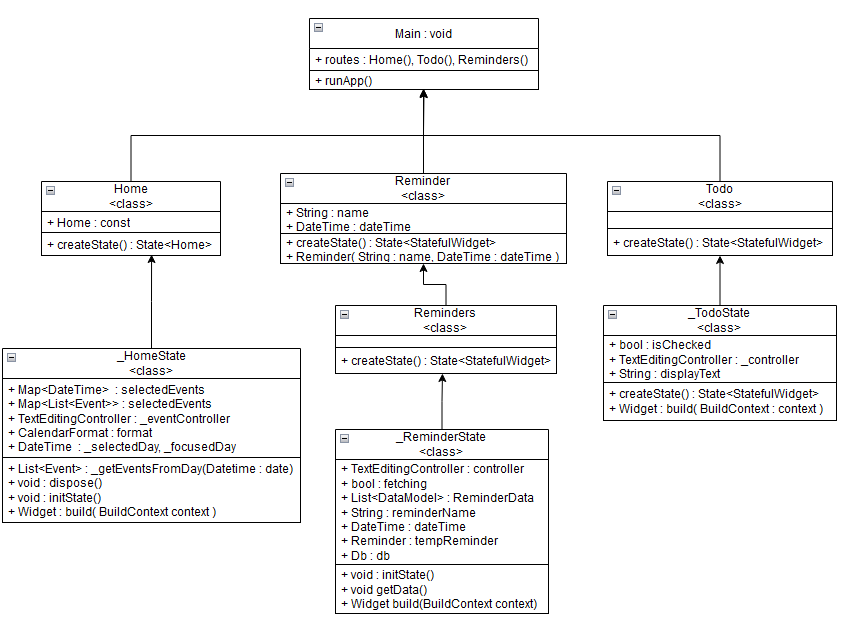 Main : void
+ routes : Home(), Todo(), Reminders()
+ runApp()
Home
<class>
+ Home : const
+ createState() : State<Home>
Reminder
<class>
+ String : name
+ DateTime : dateTime
+ createState() : State<StatefulWidget>
+ Reminder( String : name, DateTime : dateTime )
Todo
<class>
+ createState() : State<StatefulWidget>
_HomeState
<class>
+ Map<DateTime> : selectedEvents
+ Map<List<Event>> : selectedEvents
+ TextEditingController : _eventController
+ CalendarFormat : format
+ DateTime : _selectedDay, _focusedDay
+ List<Event> : _getEventsFromDay(Datetime : date)
+ void : dispose()
+ void : initState()
+ Widget : build( BuildContext context )
Reminders
<class>
+ createState() : State<StatefulWidget>
_ReminderState
<class>
+ TextEditingController : controller
+ bool : fetching
+ List<DataModel> : ReminderData
+ String : reminderName
+ DateTime : dateTime
+ Reminder : tempReminder
+ Db : db
+ void : initState()
+ void getData()
+ Widget build(BuildContext context)
_TodoState
<class>
+ bool : isChecked
+ TextEditingController : _controller
+ String : displayText
+ createState() : State<StatefulWidget>
+ Widget : build( BuildContext : context )